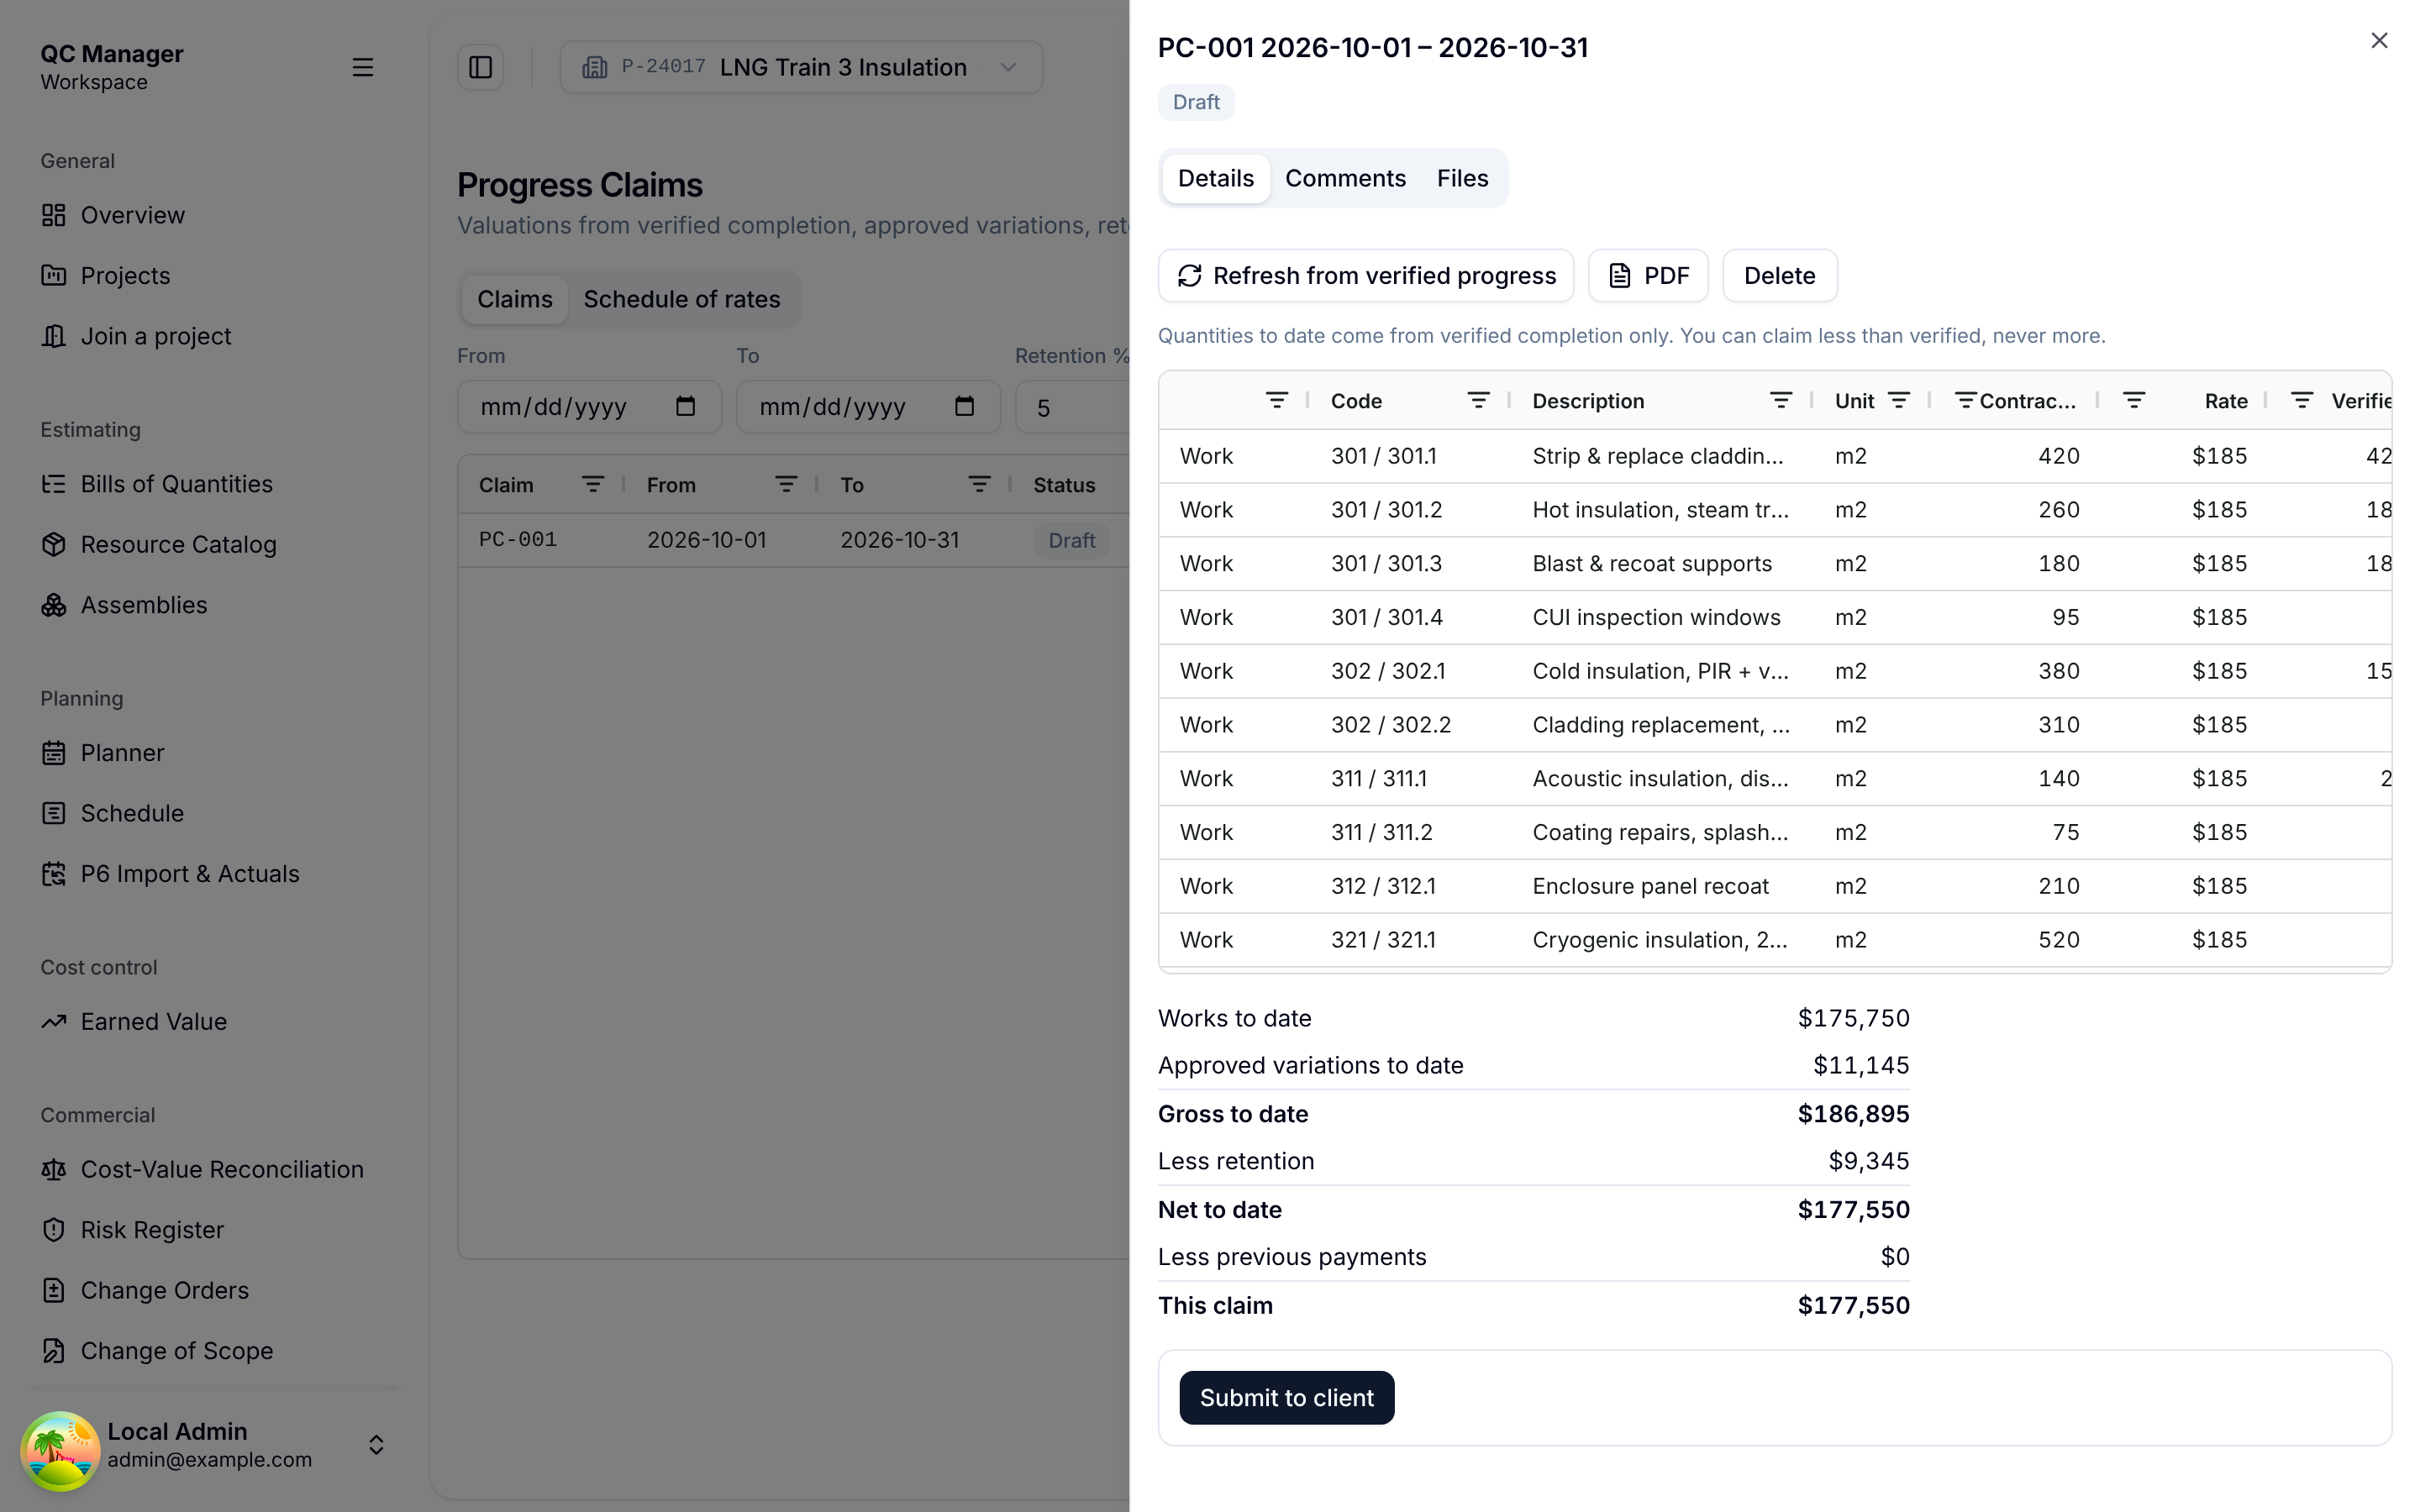 QC Manager
Workspace
General
Overview
Projects
Join a project
Estimating
Bills of Quantities
Resource Catalog
Assemblies
Planning
Planner
Schedule
P6 Import & Actuals
Cost control
Earned Value
Commercial
Cost-Value Reconciliation
Risk Register
Change Orders
Change of Scope
Local Admin
admin@example.com
P-24017 LNG Train 3 Insulation
Progress Claims
Valuations from verified completion, approved variations, ret
Claims Schedule of rates
From To Retention %
mm/dd/yyyy mm/dd/yyyy 5
Claim From To Status
PC-001 2026-10-01 2026-10-31 Draft
PC-001 2026-10-01 – 2026-10-31
Draft
Details Comments Files
Refresh from verified progress PDF Delete
Quantities to date come from verified completion only. You can claim less than verified, never more.
Code Description Unit Contrac... Rate Verifie
Work 301 / 301.1 Strip & replace claddin... m2 420 $185 42
Work 301 / 301.2 Hot insulation, steam tr... m2 260 $185 18
Work 301 / 301.3 Blast & recoat supports m2 180 $185 18
Work 301 / 301.4 CUI inspection windows m2 95 $185
Work 302 / 302.1 Cold insulation, PIR + v... m2 380 $185 15
Work 302 / 302.2 Cladding replacement, ... m2 310 $185
Work 311 / 311.1 Acoustic insulation, dis... m2 140 $185 2
Work 311 / 311.2 Coating repairs, splash... m2 75 $185
Work 312 / 312.1 Enclosure panel recoat m2 210 $185
Work 321 / 321.1 Cryogenic insulation, 2... m2 520 $185
Works to date $175,750
Approved variations to date $11,145
Gross to date $186,895
Less retention $9,345
Net to date $177,550
Less previous payments $0
This claim $177,550
Submit to client